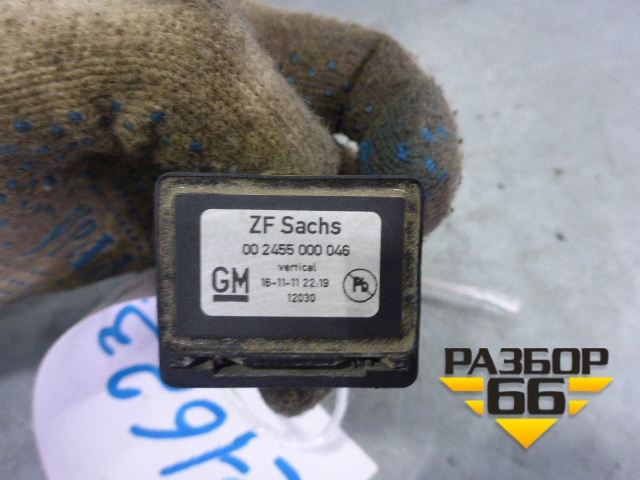 ZF Sachs
00 2455 000 046
vertical
GM
16-11-11 22:19
Pb
12030
РАЗБОР
66